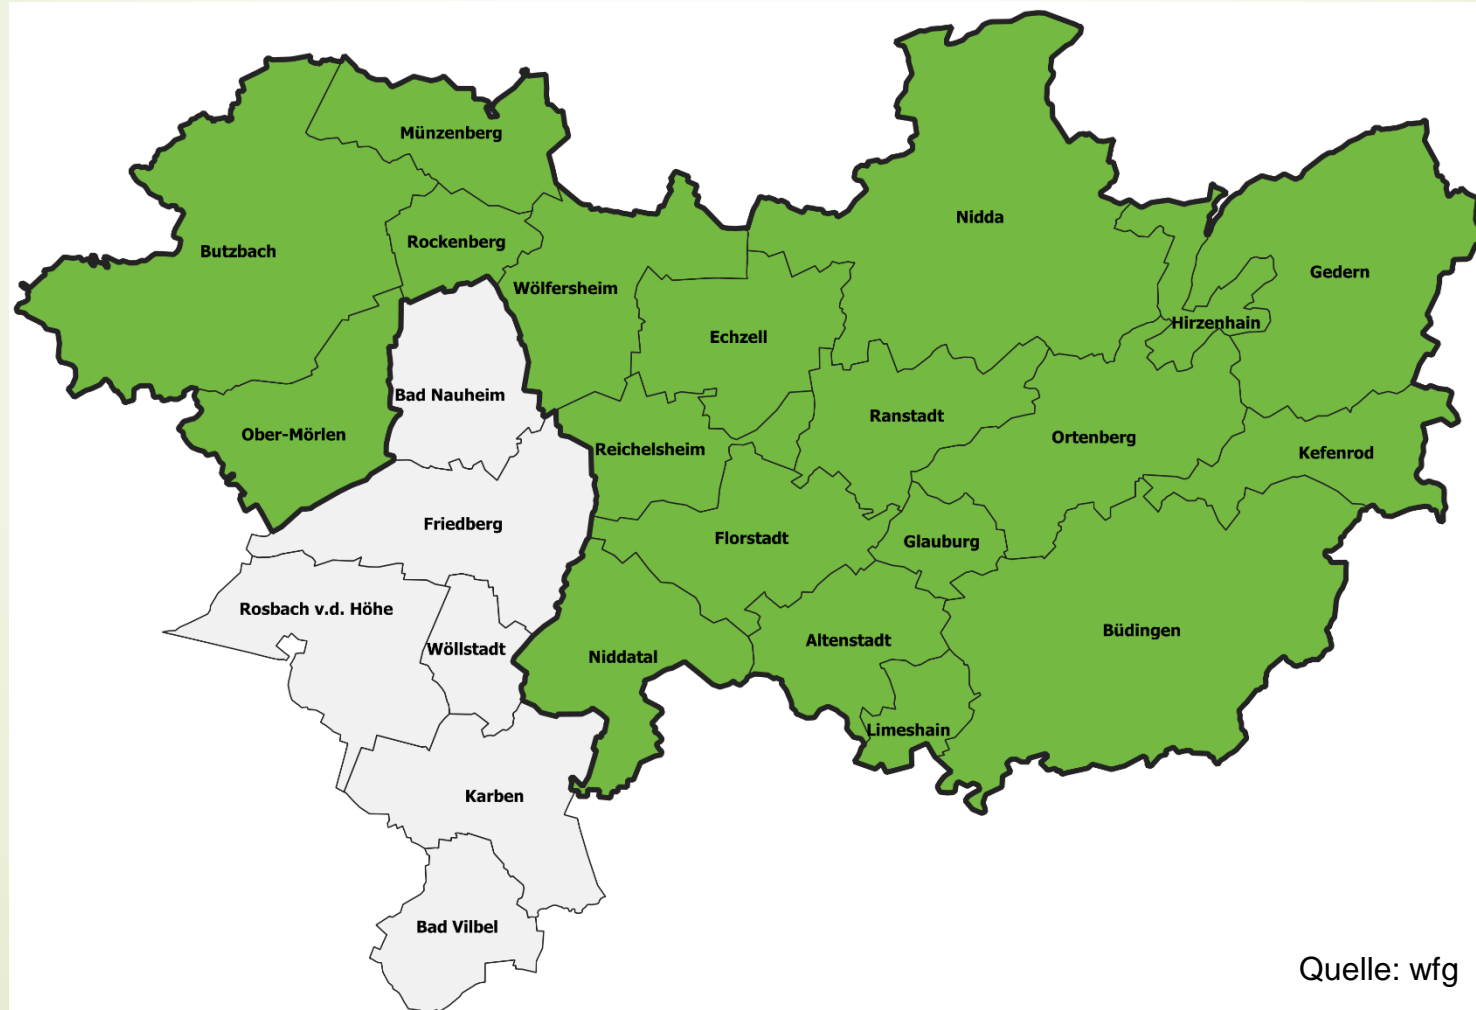 Münzenberg
Nidda
Butzbach
Rockenberg
Gedern
Wölfersheim
Hirzenhain
Echzell
Bad Nauheim
Ranstadt
Ober-Mörlen
Ortenberg
Reichelsheim
Kefenrod
Friedberg
Florstadt
Glauburg
Rosbach v.d. Höhe
Büdingen
Altenstadt
Wöllstadt
Niddatal
Limeshain
Karben
Bad Vilbel
Quelle: wfg